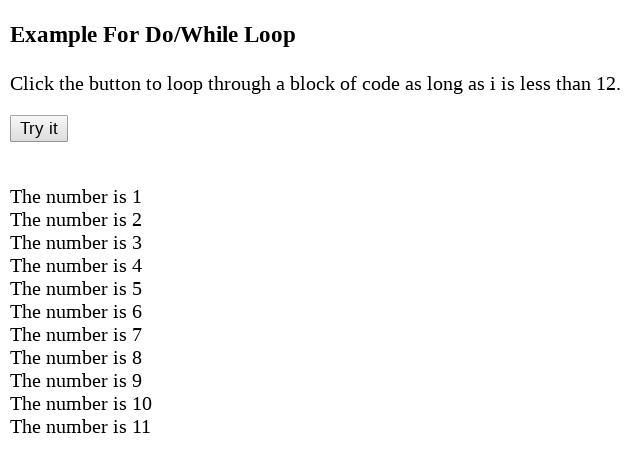 Example For Do/While Loop
Click the button to loop through a block of code as long as i is less than 12.
Try it
The number is 1
The number is 2
The number is 3
The number is 4
The number is 5
The number is 6
The number is 7
The number is 8
The number is 9
The number is 10
The number is 11